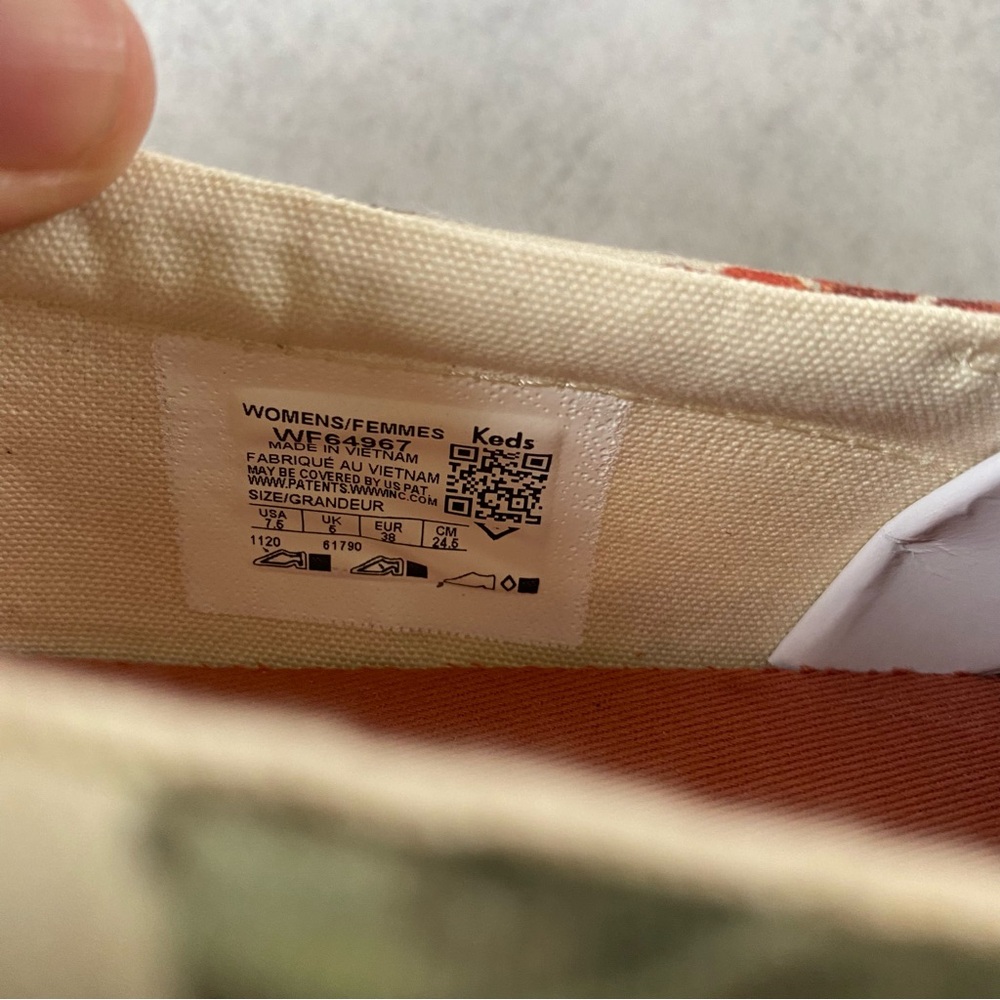 WOMENS/FEMMES
WF64967
MADE IN VIETNAM
FABRIQUÉ AU VIETNAM
MAY BE COVERED BY US PAT.
WWW.PATENTS.WWWINC.COM
SIZE/GRANDEUR
USA UK EUR CM
7.5 5 38 24.5
1120 61790
Keds